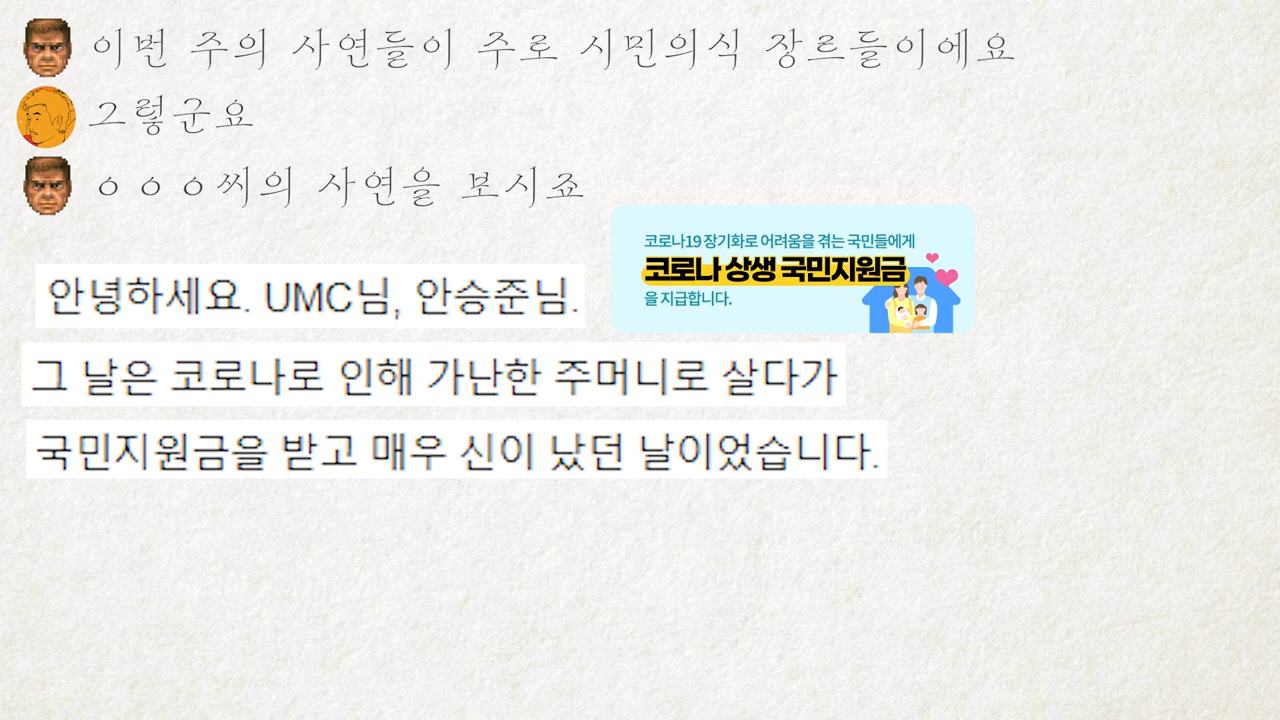 이번 주의 사연들이 주로 시민의식 장르들이에요
그렇군요
ㅇㅇㅇ씨의 사연을 보시죠
코로나19 장기화로 어려움을 겪는 국민들에게
코로나 상생 국민지원금
을 지급합니다.
안녕하세요. UMC님, 안승준님.
그 날은 코로나로 인해 가난한 주머니로 살다가
국민지원금을 받고 매우 신이 났던 날이었습니다.